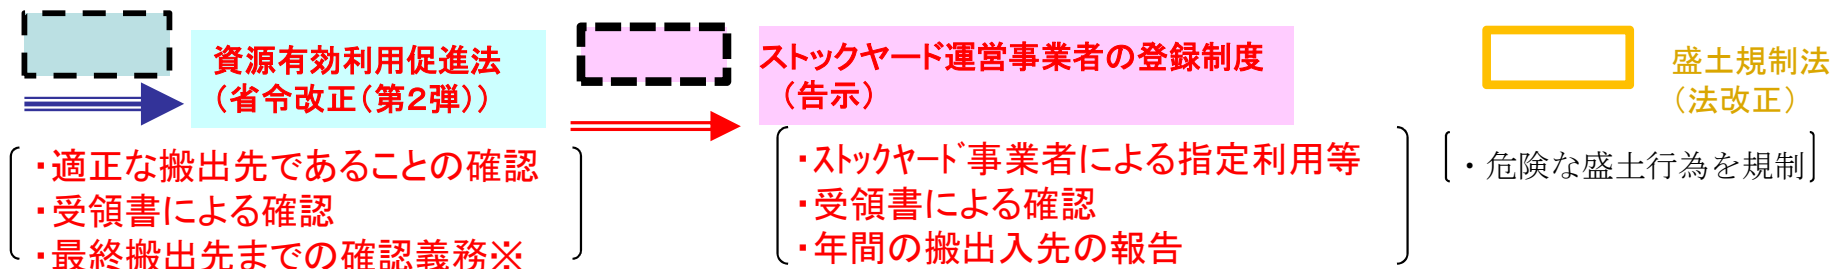 資源有効利用促進法
（省令改正（第２弾））
・適正な搬出先であることの確認
・受領書による確認
・最終搬出先までの確認義務※
ストックヤード運営事業者の登録制度
（告示）
・ｽﾄｯｸﾔｰﾄﾞ事業者による指定利用等
・受領書による確認
・年間の搬出入先の報告
盛土規制法
（法改正）
・危険な盛土行為を規制